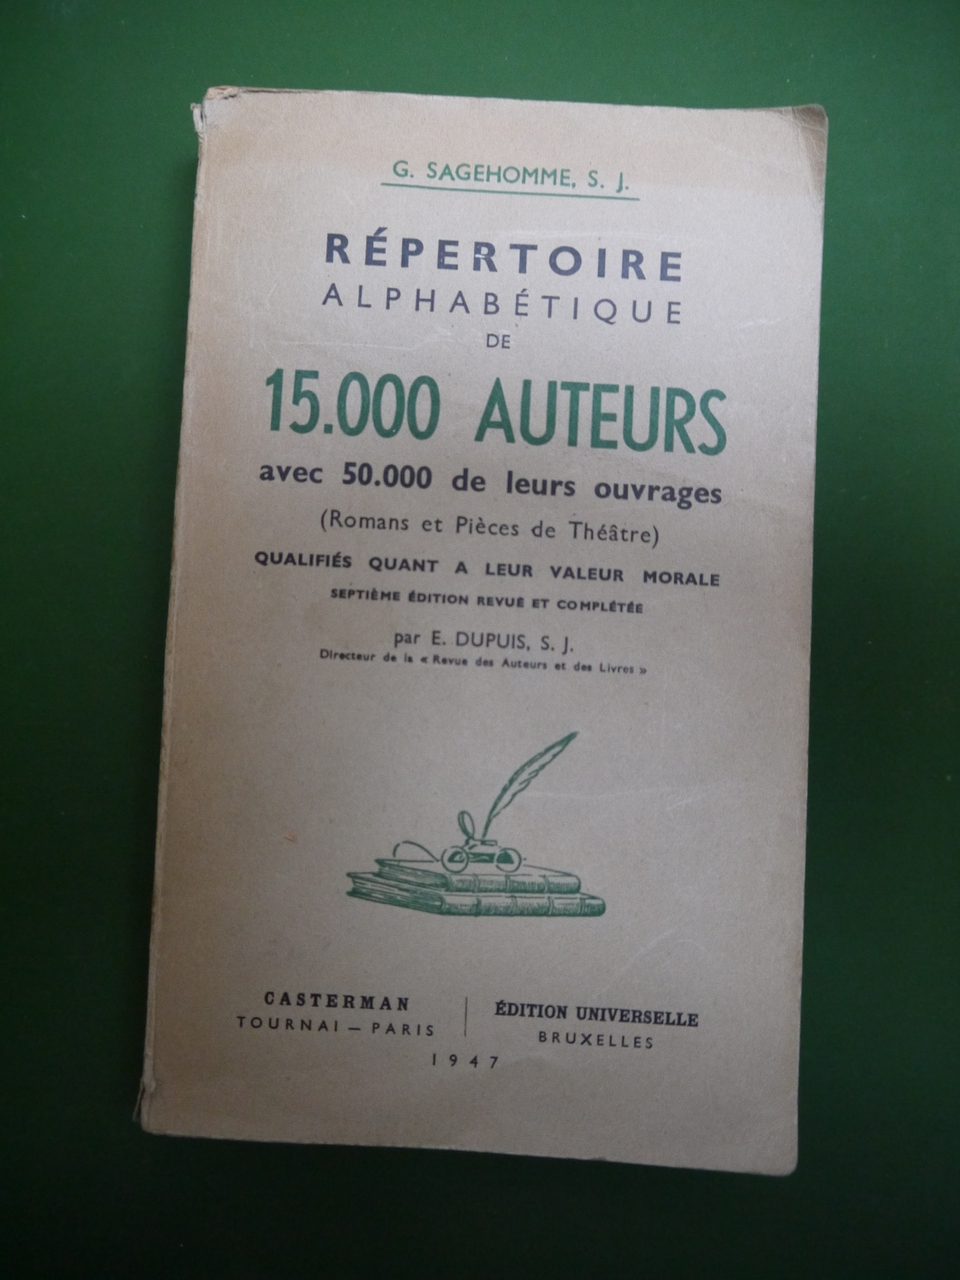 G. SAGEHOMME, S. J.
RÉPERTOIRE
ALPHABÉTIQUE
DE
15.000 AUTEURS
avec 50.000 de leurs ouvrages
(Romans et Pièces de Théâtre)
QUALIFIÉS QUANT A LEUR VALEUR MORALE
SEPTIÈME ÉDITION REVUE ET COMPLÉTÉE
par E. DUPUIS, S. J.
Directeur de la « Revue des Auteurs et des Livres »
CASTERMAN
TOURNAI — PARIS
ÉDITION UNIVERSELLE
BRUXELLES
1947